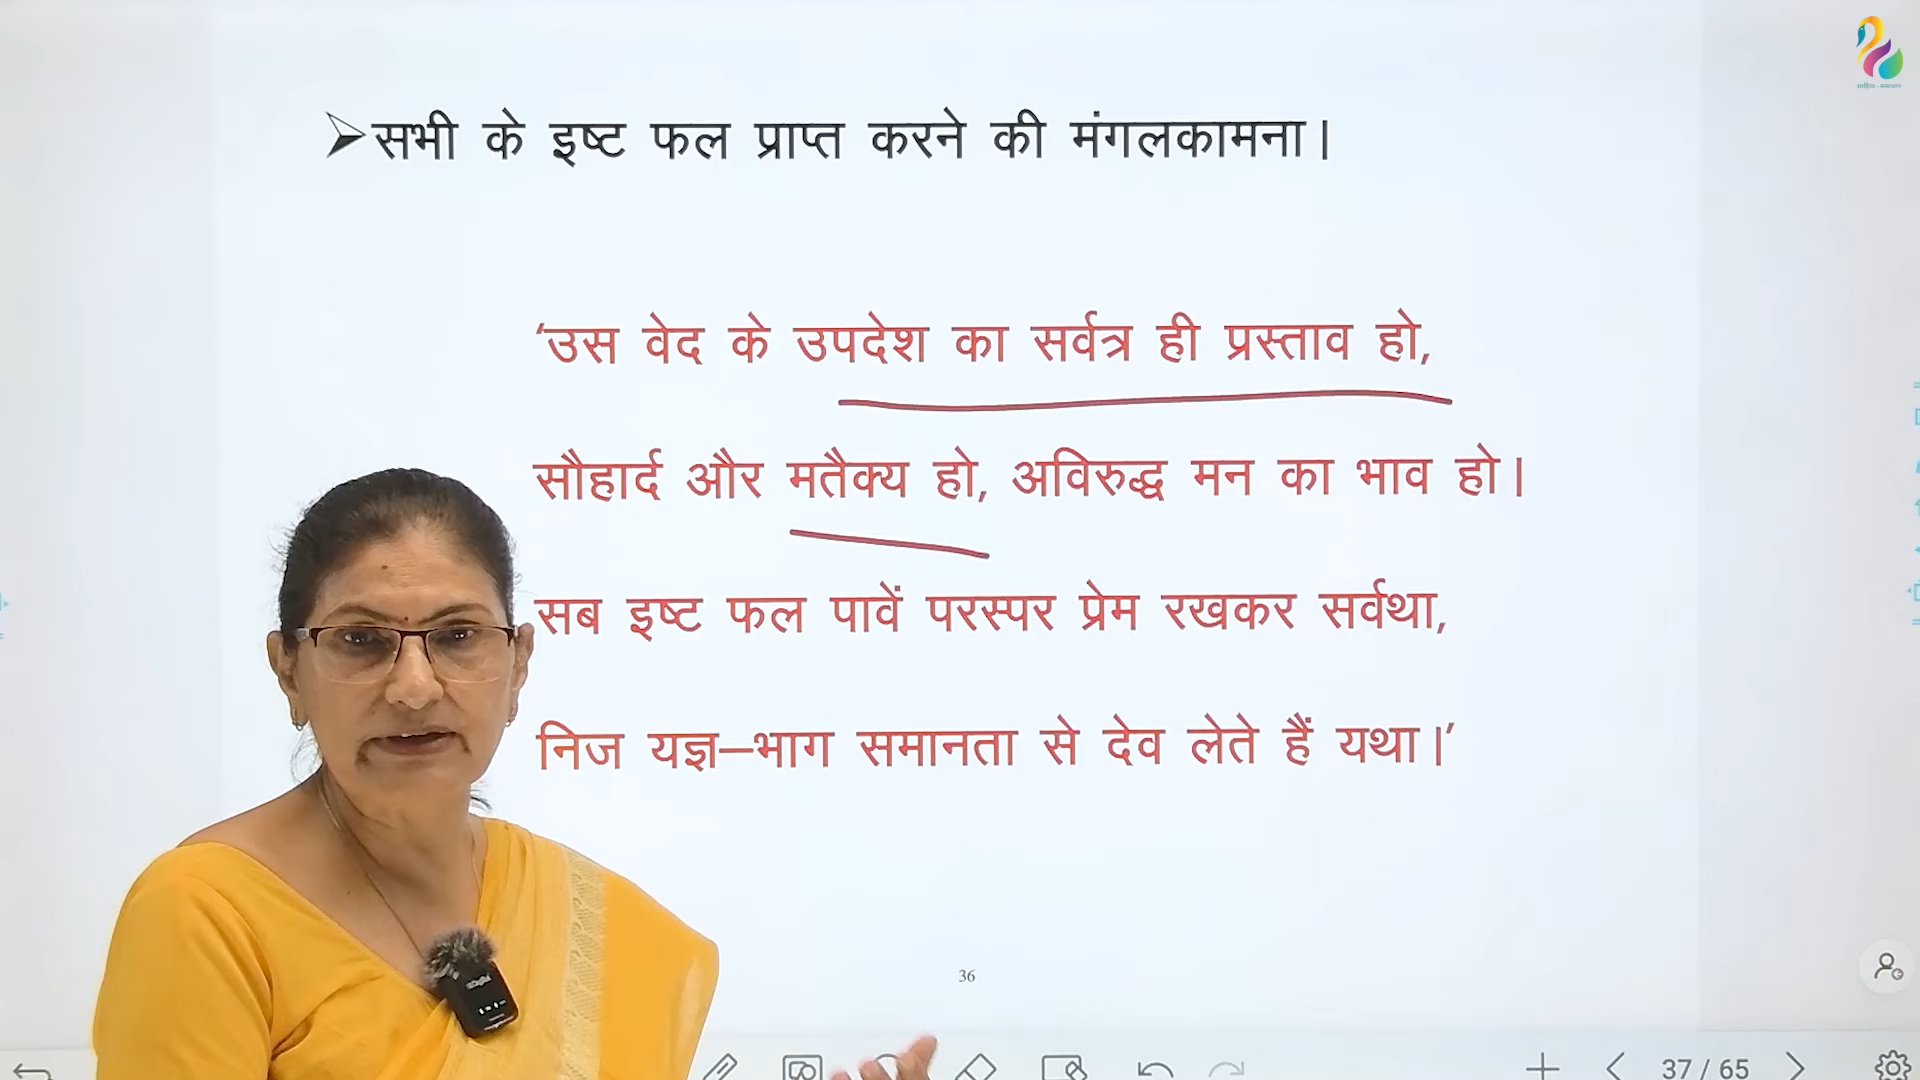 साहित्य - समाधान
➢सभी के इष्ट फल प्राप्त करने की मंगलकामना।
‘उस वेद के उपदेश का सर्वत्र ही प्रस्ताव हो,
सौहार्द और मतैक्य हो, अविरुद्ध मन का भाव हो।
सब इष्ट फल पावें परस्पर प्रेम रखकर सर्वथा,
निज यज्ञ–भाग समानता से देव लेते हैं यथा।’
36
37 / 65